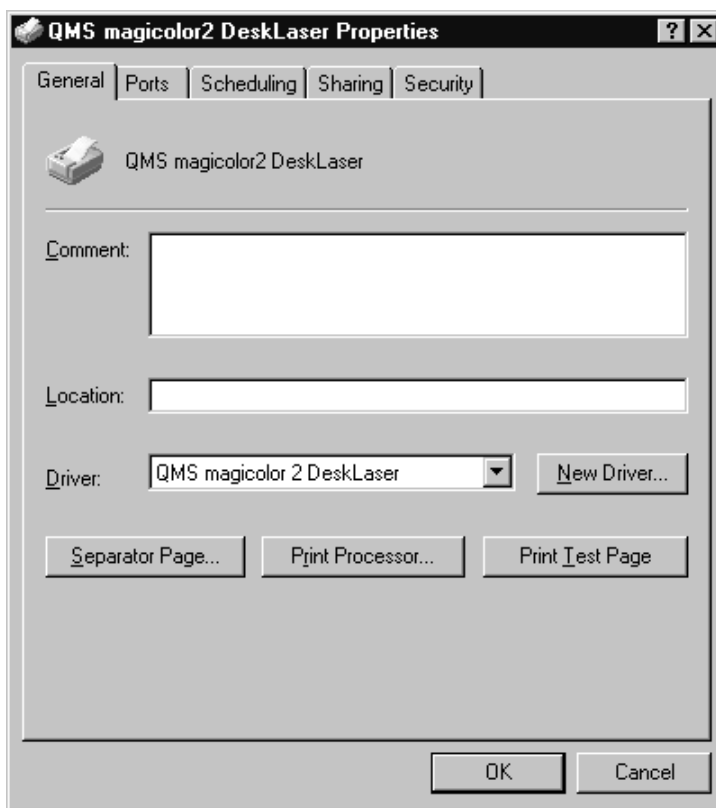 QMS magicolor2 DeskLaser Properties
General Ports Scheduling Sharing Security
QMS magicolor2 DeskLaser
Comment:
Location:
Driver: QMS magicolor 2 DeskLaser New Driver...
Separator Page... Print Processor... Print Test Page
OK Cancel